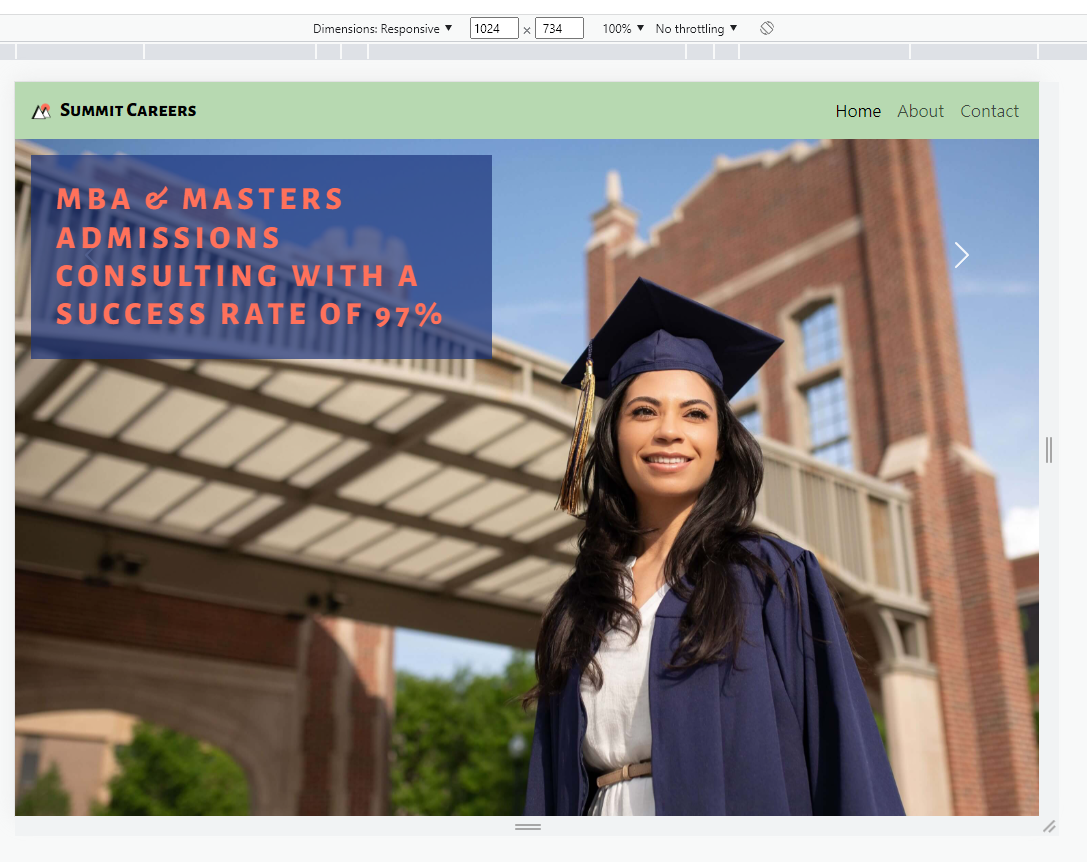 Dimensions: Responsive ▼ 1024 × 734 100% ▼ No throttling ▼
Summit Careers Home About Contact
MBA & MASTERS
ADMISSIONS
CONSULTING WITH A
SUCCESS RATE OF 97%